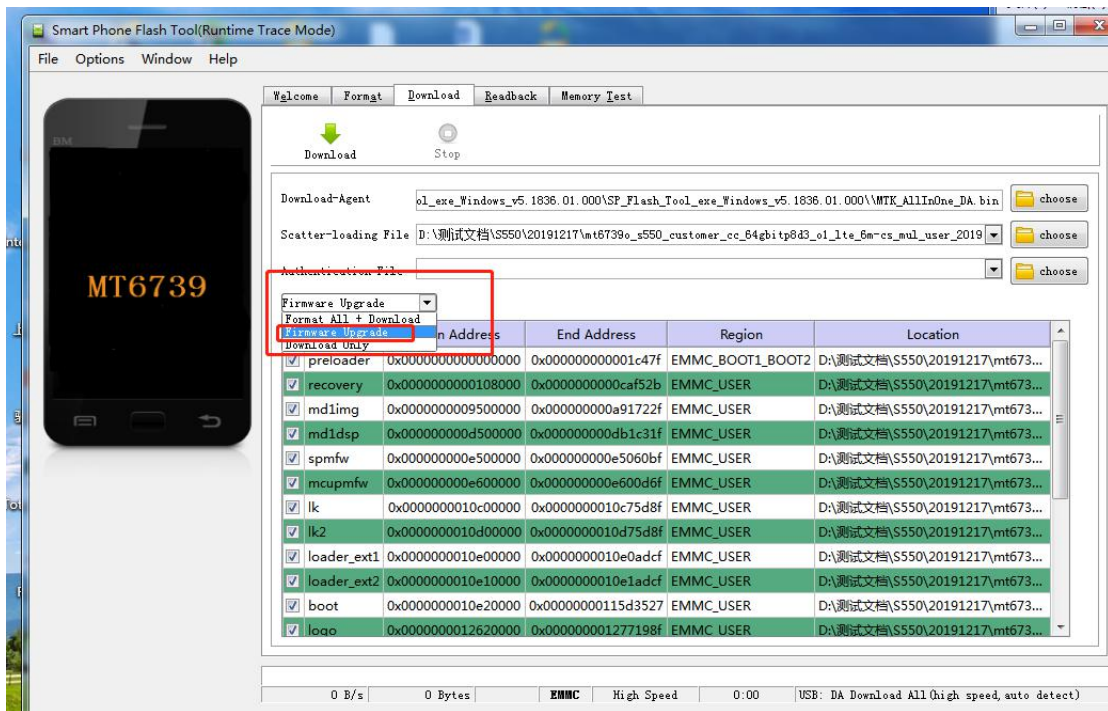 Smart Phone Flash Tool(Runtime Trace Mode)
File Options Window Help
Welcome Format Download Readback Memory Test
BM
Download Stop
Download-Agent ol_exe_Windows_v5.1836.01.000\SP_Flash_Tool_exe_Windows_v5.1836.01.000\\MTK_AllInOne_DA.bin choose
Scatter-loading File D:\测试文档\S550\20191217\mt6739o_s550_customer_cc_64gbitp8d3_o1_lte_6m-cs_mul_user_2019 choose
Authentication File choose
MT6739
Firmware Upgrade
Format All + Download
Firmware Upgrade
Download Only
n Address End Address Region Location
preloader 0x0000000000000000 0x000000000001c47f EMMC_BOOT1_BOOT2 D:\测试文档\S550\20191217\mt673...
recovery 0x0000000000108000 0x0000000000caf52b EMMC_USER D:\测试文档\S550\20191217\mt673...
md1img 0x0000000009500000 0x000000000a91722f EMMC_USER D:\测试文档\S550\20191217\mt673...
md1dsp 0x000000000d500000 0x000000000db1c31f EMMC_USER D:\测试文档\S550\20191217\mt673...
spmfw 0x000000000e500000 0x000000000e5060bf EMMC_USER D:\测试文档\S550\20191217\mt673...
mcupmfw 0x000000000e600000 0x000000000e600d6f EMMC_USER D:\测试文档\S550\20191217\mt673...
lk 0x0000000010c00000 0x0000000010c75d8f EMMC_USER D:\测试文档\S550\20191217\mt673...
lk2 0x0000000010d00000 0x0000000010d75d8f EMMC_USER D:\测试文档\S550\20191217\mt673...
loader_ext1 0x0000000010e00000 0x0000000010e0adcf EMMC_USER D:\测试文档\S550\20191217\mt673...
loader_ext2 0x0000000010e10000 0x0000000010e1adcf EMMC_USER D:\测试文档\S550\20191217\mt673...
boot 0x0000000010e20000 0x00000000115d3527 EMMC_USER D:\测试文档\S550\20191217\mt673...
logo 0x0000000012620000 0x000000001277198f EMMC_USER D:\测试文档\S550\20191217\mt673...
0 B/s 0 Bytes EMMC High Speed 0:00 USB: DA Download All(high speed, auto detect)